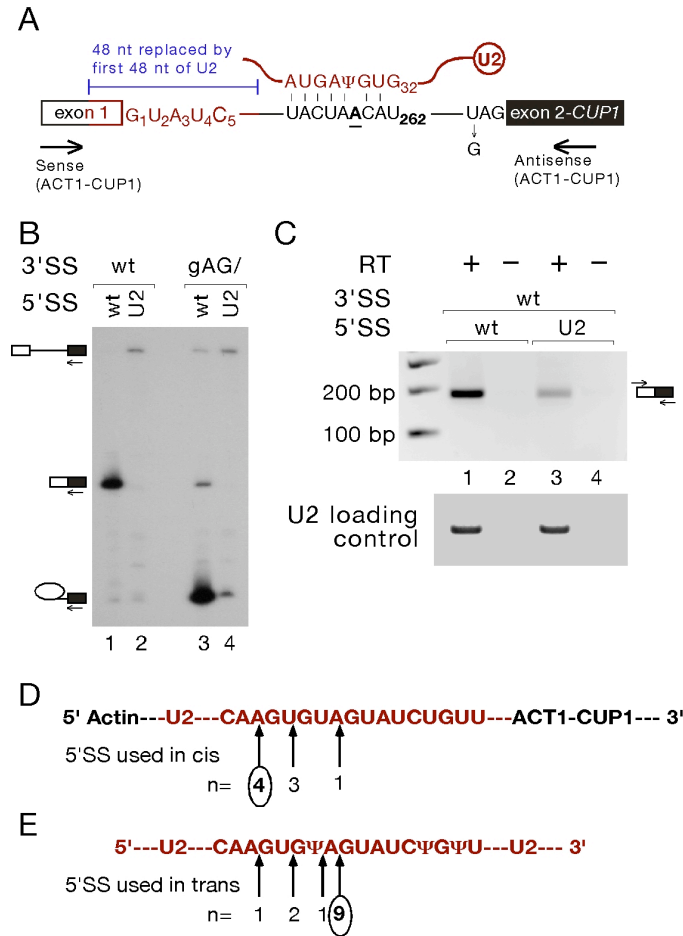 A
48 nt replaced by
first 48 nt of U2
AUGAΨGUG32
U2
exon 1
G1U2A3U4C5
UACUAACAU262
UAG
exon 2-CUP1
G
Sense
(ACT1-CUP1)
Antisense
(ACT1-CUP1)
B
3'SS wt gAG/
5'SS wt U2 wt U2
1 2 3 4
C
RT + – + –
3'SS wt
5'SS wt U2
200 bp
100 bp
1 2 3 4
U2 loading
control
D
5' Actin---U2---CAAGUGUAGUAUCUGUU---ACT1-CUP1--- 3'
5'SS used in cis
n= 4 3 1
E
5'---U2---CAAGUGΨAGUAUCΨGΨU---U2--- 3'
5'SS used in trans
n= 1 2 1 9